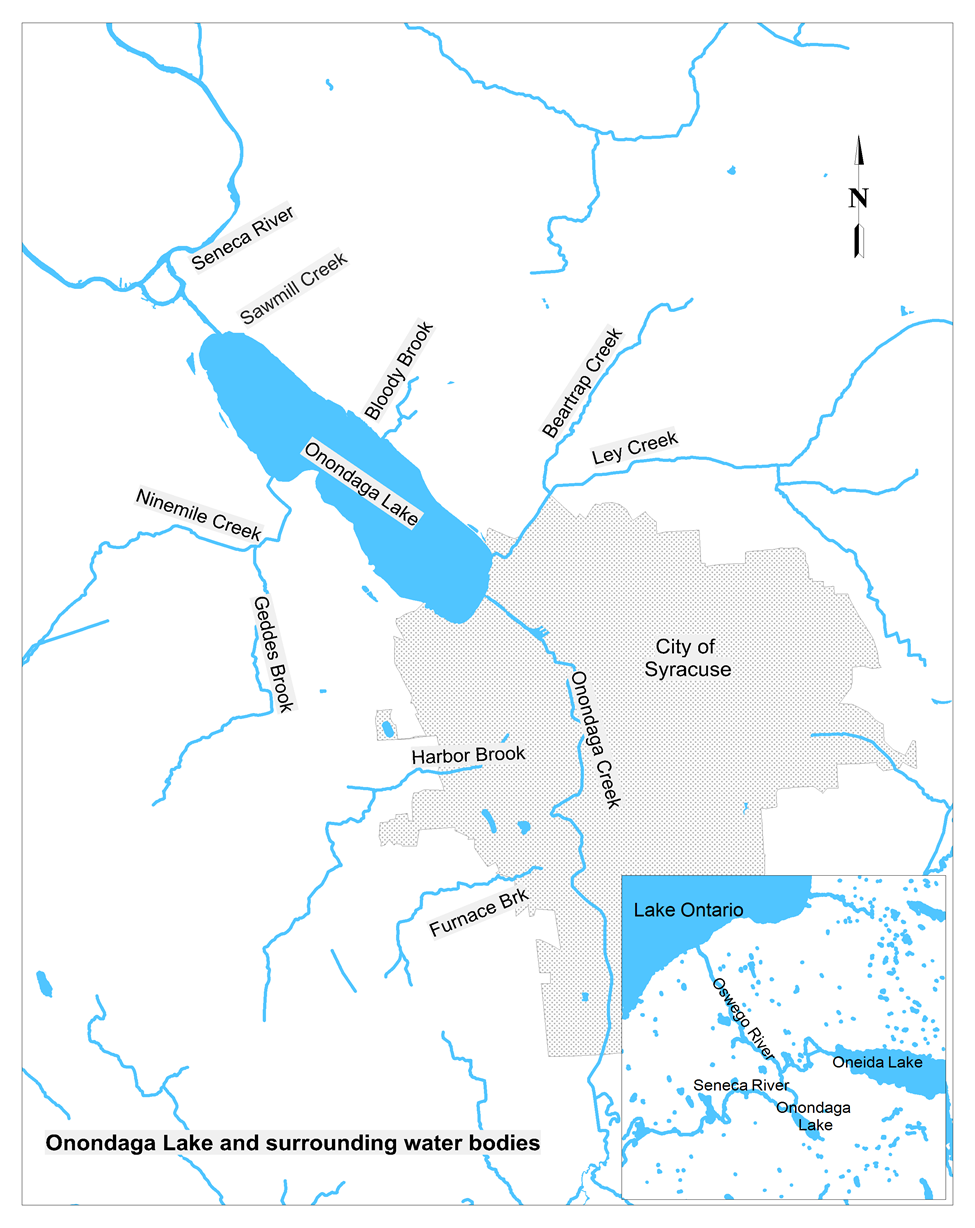 N
Seneca River
Sawmill Creek
Bloody Brook
Beartrap Creek
Ley Creek
Onondaga Lake
Ninemile Creek
Geddes Brook
City of
Syracuse
Onondaga Creek
Harbor Brook
Furnace Brk
Lake Ontario
Oswego River
Oneida Lake
Seneca River
Onondaga
Lake
Onondaga Lake and surrounding water bodies